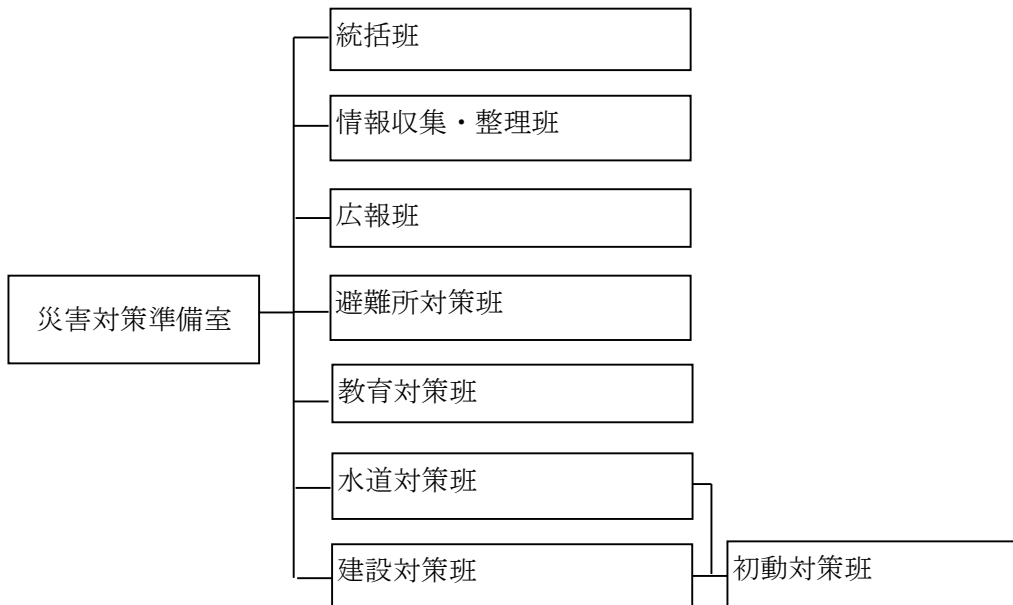 統括班
情報収集・整理班
広報班
災害対策準備室
避難所対策班
教育対策班
水道対策班
建設対策班
初動対策班